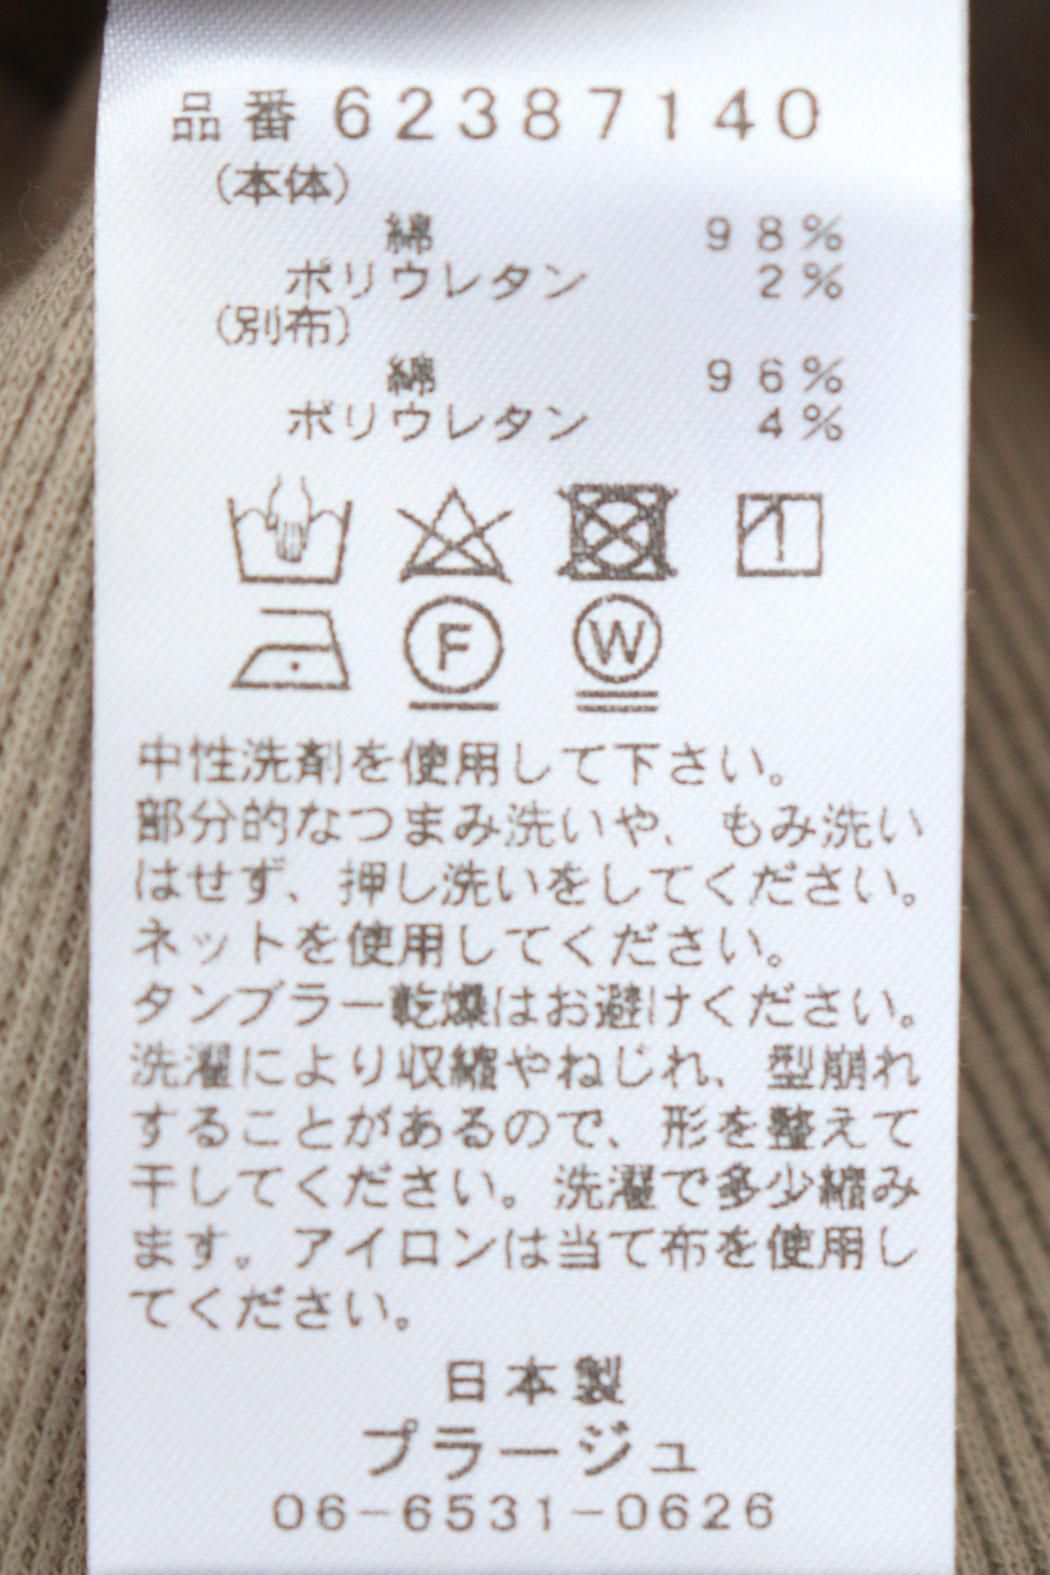 品番 62387140
(本体)
綿 98%
ポリウレタン 2%
(別布)
綿 96%
ポリウレタン 4%
F W
中性洗剤を使用して下さい。
部分的なつまみ洗いや、もみ洗い
はせず、押し洗いをしてください。
ネットを使用してください。
タンブラー乾燥はお避けください。
洗濯により収縮やねじれ、型崩れ
することがあるので、形を整えて
干してください。洗濯で多少縮み
ます。アイロンは当て布を使用し
てください。
日本製
プラージュ
06-6531-0626